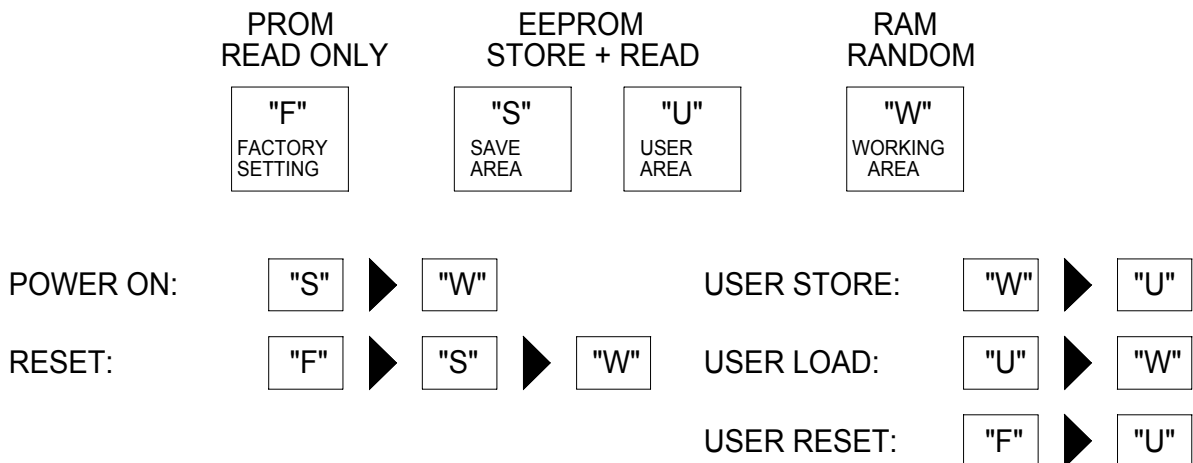 PROM
READ ONLY
EEPROM
STORE + READ
RAM
RANDOM
"F"
FACTORY
SETTING
"S"
SAVE
AREA
"U"
USER
AREA
"W"
WORKING
AREA
POWER ON: "S" "W"
USER STORE: "W" "U"
RESET: "F" "S" "W"
USER LOAD: "U" "W"
USER RESET: "F" "U"